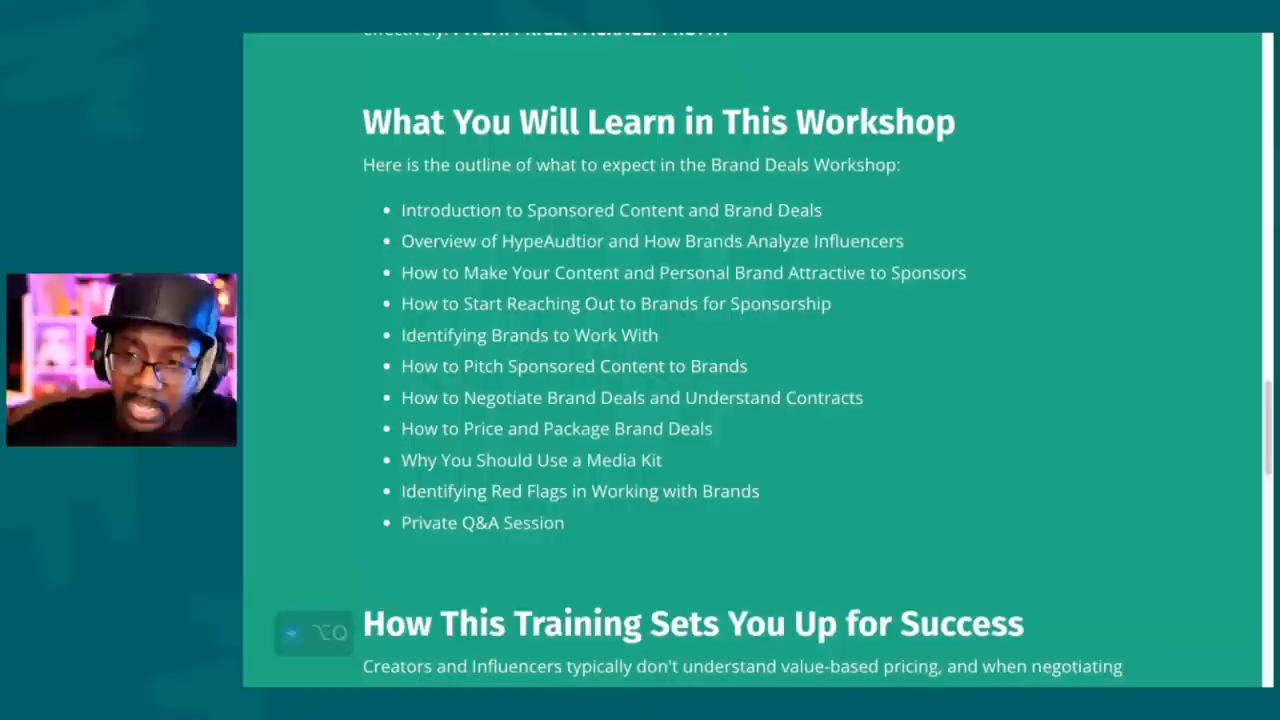 What You Will Learn in This Workshop
Here is the outline of what to expect in the Brand Deals Workshop:
• Introduction to Sponsored Content and Brand Deals
• Overview of HypeAudtior and How Brands Analyze Influencers
• How to Make Your Content and Personal Brand Attractive to Sponsors
• How to Start Reaching Out to Brands for Sponsorship
• Identifying Brands to Work With
• How to Pitch Sponsored Content to Brands
• How to Negotiate Brand Deals and Understand Contracts
• How to Price and Package Brand Deals
• Why You Should Use a Media Kit
• Identifying Red Flags in Working with Brands
• Private Q&A Session
⌥Q
How This Training Sets You Up for Success
Creators and Influencers typically don't understand value-based pricing, and when negotiating